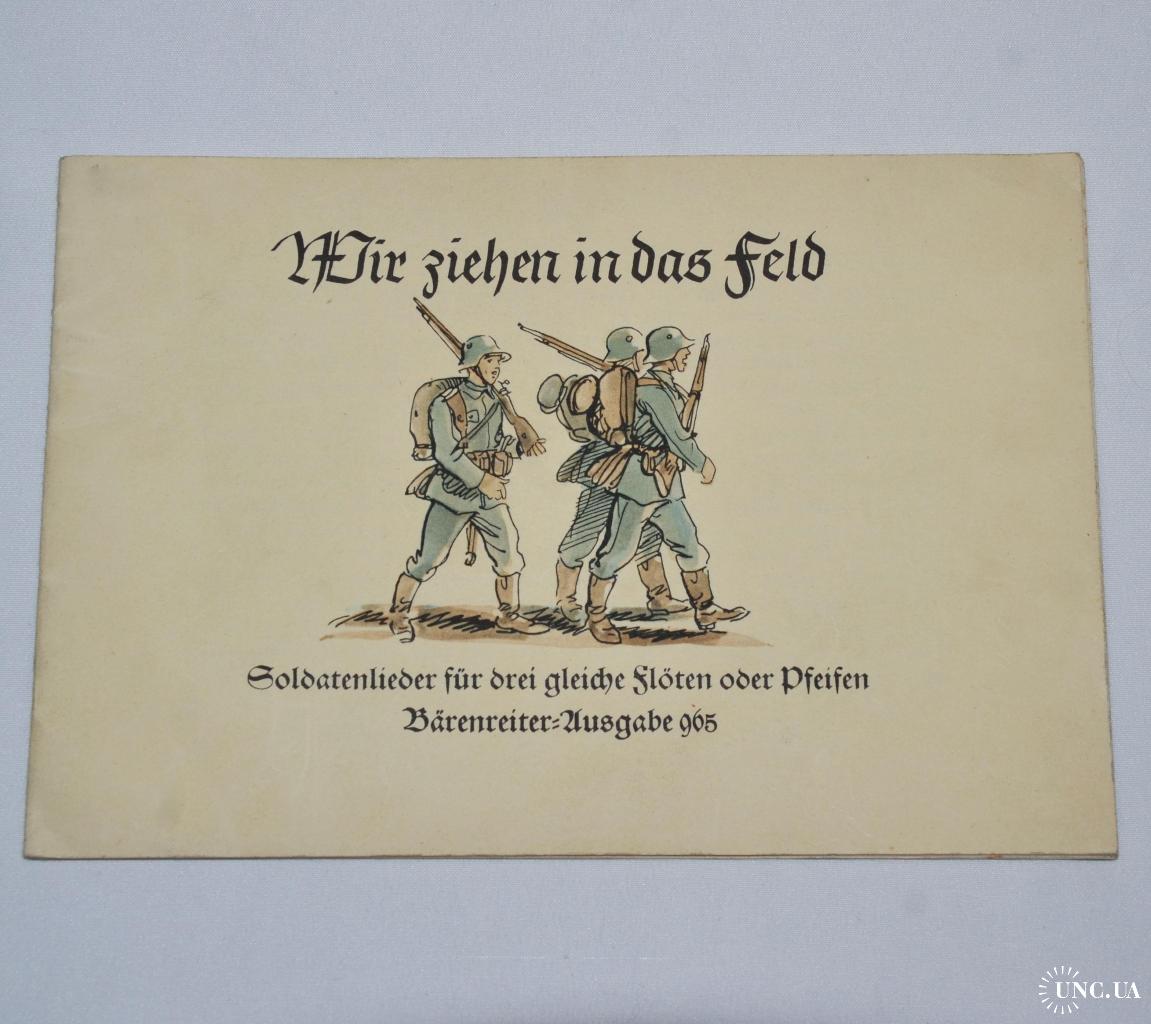 Wir ziehen in das Feld
Soldatenlieder für drei gleiche Flöten oder Pfeifen
Bärenreiter=Ausgabe 965
UNC.UA